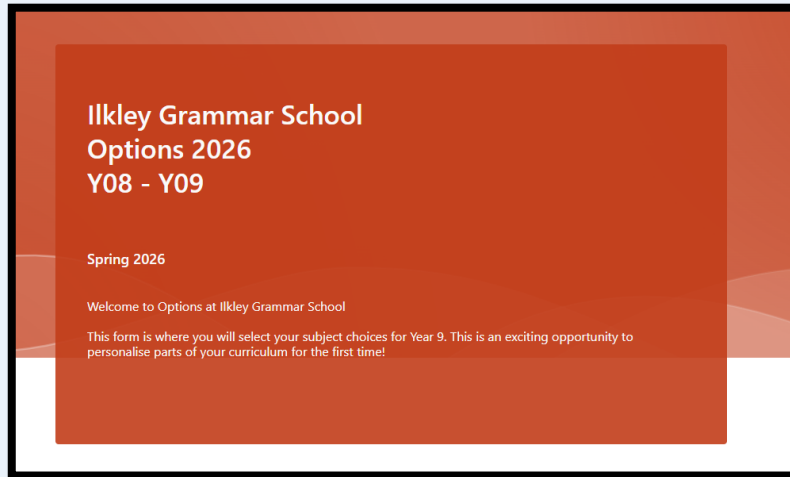 Ilkley Grammar School
Options 2026
Y08 - Y09
Spring 2026
Welcome to Options at Ilkley Grammar School
This form is where you will select your subject choices for Year 9. This is an exciting opportunity to
personalise parts of your curriculum for the first time!